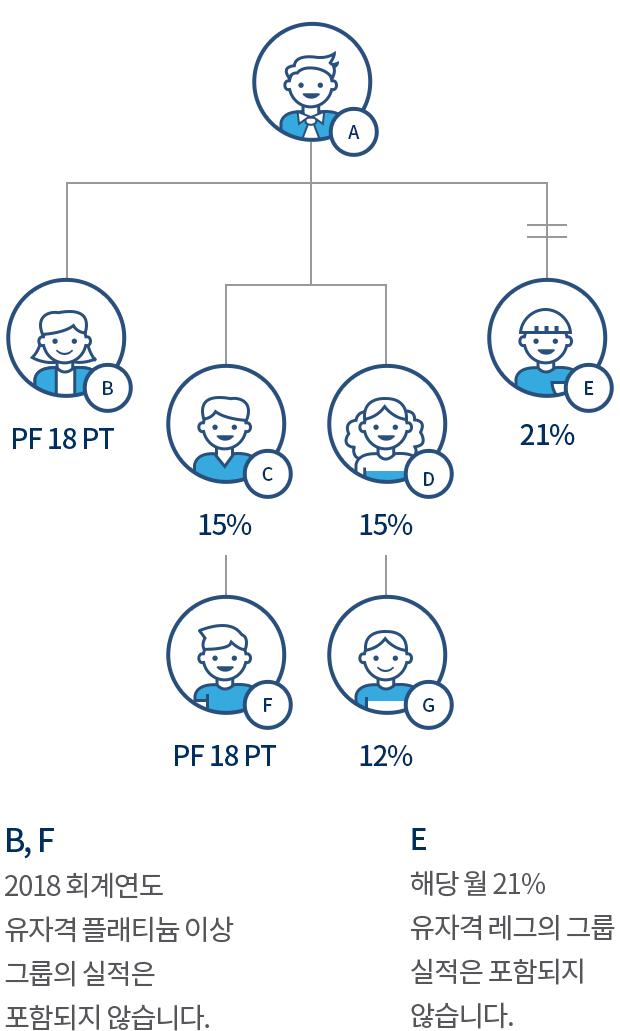 A
B
E
PF 18 PT
21%
C
D
15%
15%
F
G
PF 18 PT
12%
B, F
2018 회계연도
유자격 플래티늄 이상
그룹의 실적은
포함되지 않습니다.
E
해당 월 21%
유자격 레그의 그룹
실적은 포함되지
않습니다.